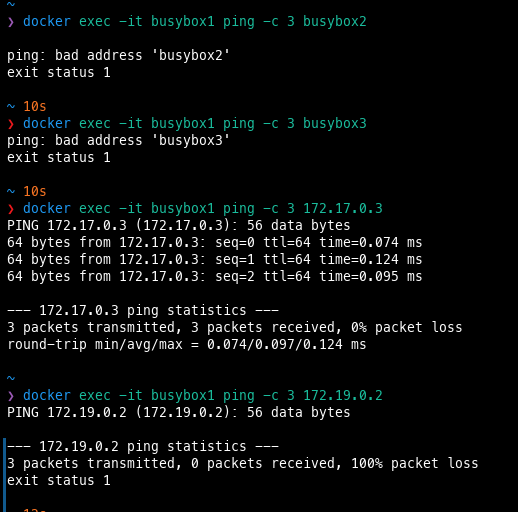 ~
❯ docker exec -it busybox1 ping -c 3 busybox2
ping: bad address 'busybox2'
exit status 1
~ 10s
❯ docker exec -it busybox1 ping -c 3 busybox3
ping: bad address 'busybox3'
exit status 1
~ 10s
❯ docker exec -it busybox1 ping -c 3 172.17.0.3
PING 172.17.0.3 (172.17.0.3): 56 data bytes
64 bytes from 172.17.0.3: seq=0 ttl=64 time=0.074 ms
64 bytes from 172.17.0.3: seq=1 ttl=64 time=0.124 ms
64 bytes from 172.17.0.3: seq=2 ttl=64 time=0.095 ms
--- 172.17.0.3 ping statistics ---
3 packets transmitted, 3 packets received, 0% packet loss
round-trip min/avg/max = 0.074/0.097/0.124 ms
~
❯ docker exec -it busybox1 ping -c 3 172.19.0.2
PING 172.19.0.2 (172.19.0.2): 56 data bytes
--- 172.19.0.2 ping statistics ---
3 packets transmitted, 0 packets received, 100% packet loss
exit status 1